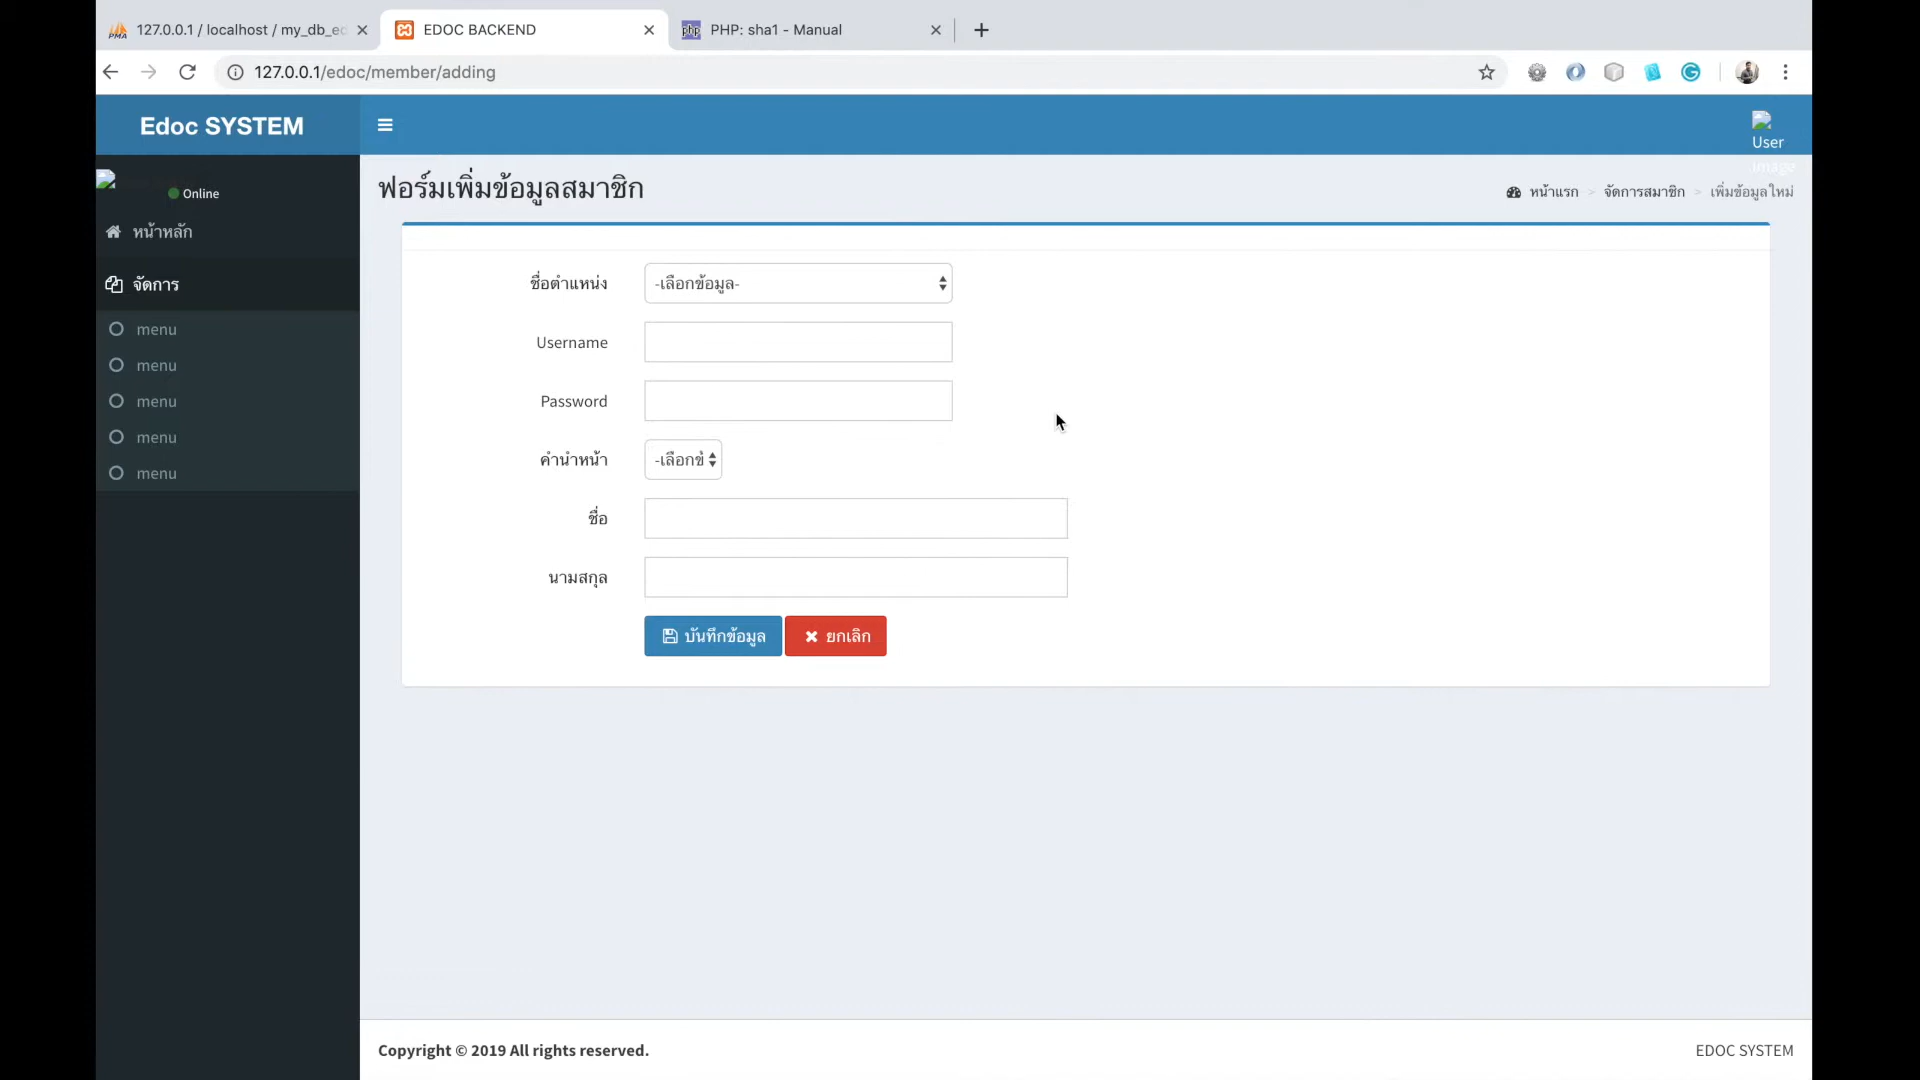 127.0.0.1 / localhost / my_db_ed
EDOC BACKEND
PHP: sha1 - Manual
127.0.0.1/edoc/member/adding
Edoc SYSTEM
User Image
Online
หน้าหลัก
จัดการ
menu
menu
menu
menu
menu
ฟอร์มเพิ่มข้อมูลสมาชิก
หน้าแรก > จัดการสมาชิก > เพิ่มข้อมูลใหม่
ชื่อตำแหน่ง -เลือกข้อมูล-
Username
Password
คำนำหน้า -เลือกข้
ชื่อ
นามสกุล
บันทึกข้อมูล ยกเลิก
Copyright © 2019 All rights reserved.
EDOC SYSTEM